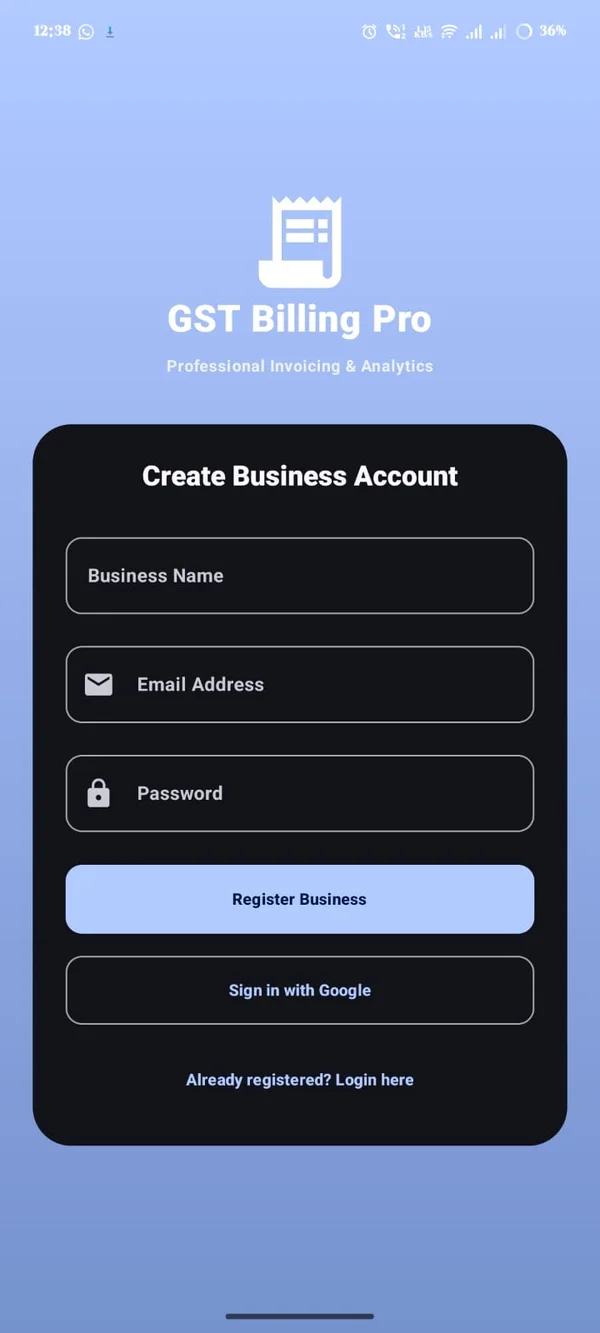 12:38
36%
GST Billing Pro
Professional Invoicing & Analytics
Create Business Account
Business Name
Email Address
Password
Register Business
Sign in with Google
Already registered? Login here